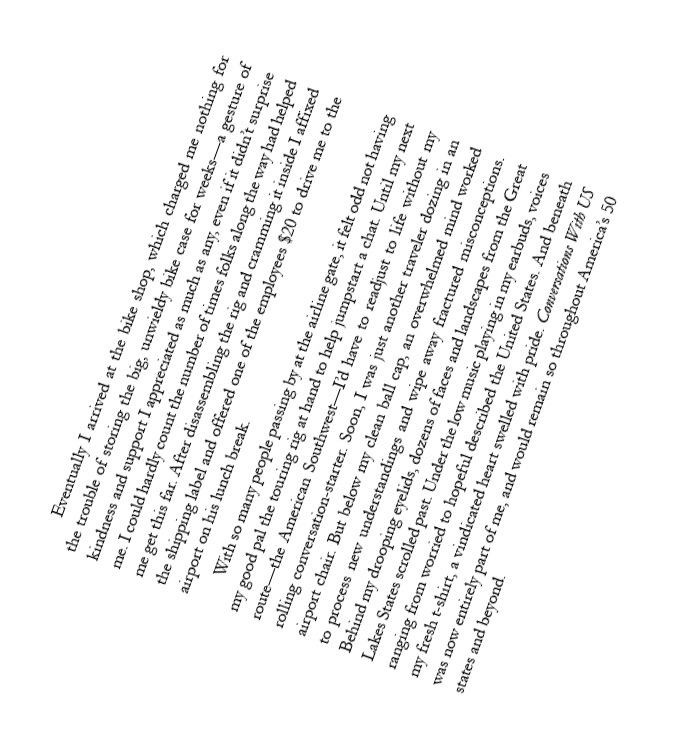 Eventually I arrived at the bike shop, which charged me nothing for
the trouble of storing the big, unwieldy bike case for weeks—a gesture of
kindness and support I appreciated as much as any, even if it didn't surprise
me. I could hardly count the number of times folks along the way had helped
me get this far. After disassembling the rig and cramming it inside I affixed
the shipping label and offered one of the employees $20 to drive me to the
airport on his lunch break.
With so many people passing by at the airline gate, it felt odd not having
my good pal the touring rig at hand to help jumpstart a chat. Until my next
route—the American Southwest—I'd have to readjust to life without my
rolling conversation-starter. Soon, I was just another traveler dozing in an
airport chair. But below my clean ball cap, an overwhelmed mind worked
to process new understandings and wipe away fractured misconceptions.
Behind my drooping eyelids, dozens of faces and landscapes from the Great
Lakes States scrolled past. Under the low music playing in my earbuds, voices
ranging from worried to hopeful described the United States. And beneath
my fresh t-shirt, a vindicated heart swelled with pride. Conversations With US
was now entirely part of me, and would remain so throughout America's 50
states and beyond.